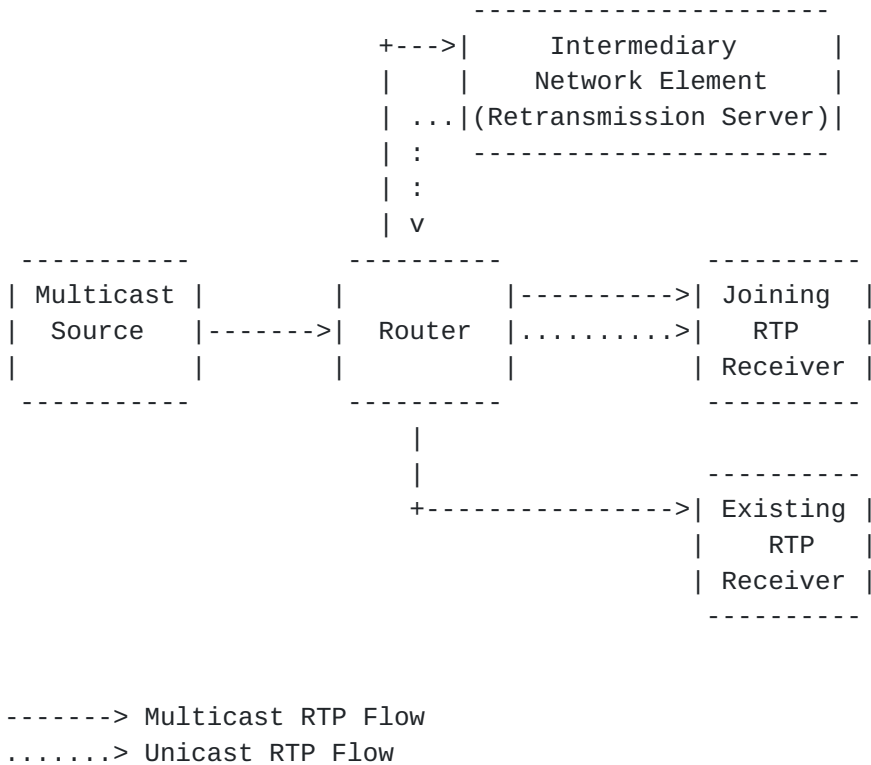 Intermediary
Network Element
(Retransmission Server)
Multicast Joining
Source Router RTP
Receiver
Existing
RTP
Receiver
-------> Multicast RTP Flow
.......> Unicast RTP Flow